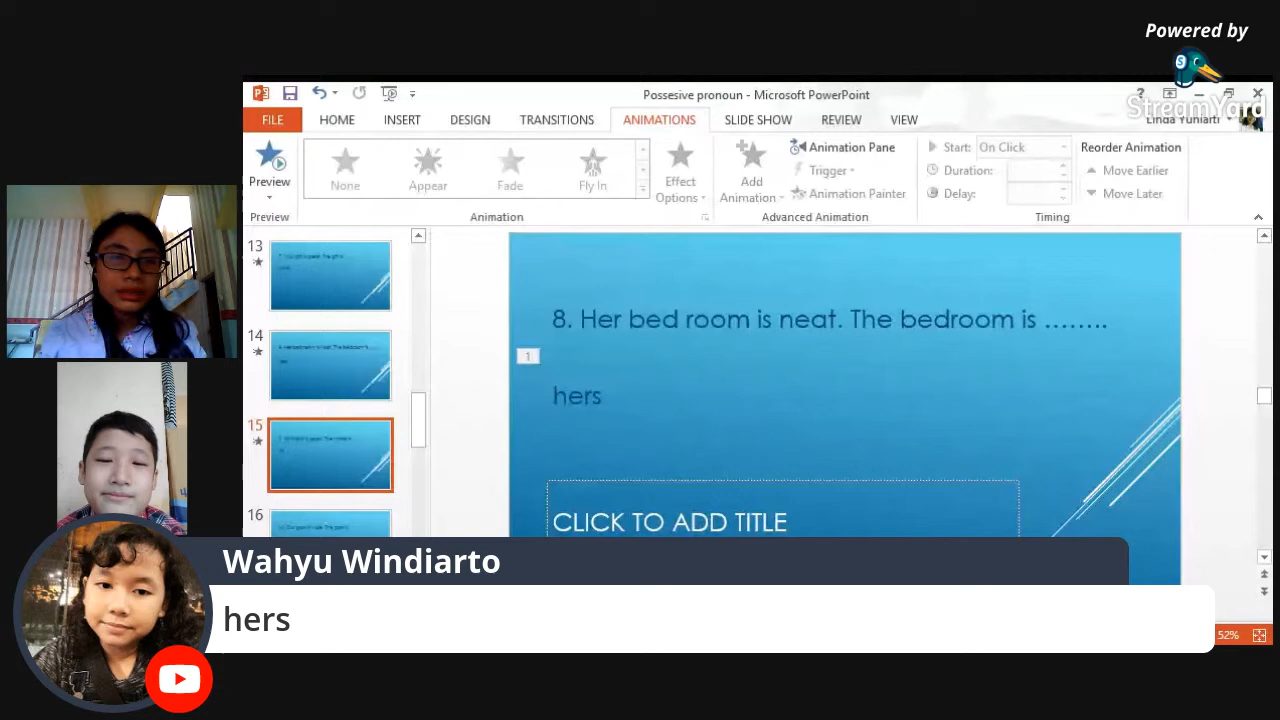 Powered by
StreamYard
Possesive pronoun - Microsoft PowerPoint
Linda Yuniarti
FILE HOME INSERT DESIGN TRANSITIONS ANIMATIONS SLIDE SHOW REVIEW VIEW
Preview
None Appear Fade Fly In
Effect Options
Add Animation
Animation Pane
Trigger
Animation Painter
Start: On Click
Duration:
Delay:
Reorder Animation
Move Earlier
Move Later
Preview Animation Advanced Animation Timing
13
14
15
16
8. Her bed room is neat. The bedroom is ........
1
hers
CLICK TO ADD TITLE
52%
Wahyu Windiarto
hers